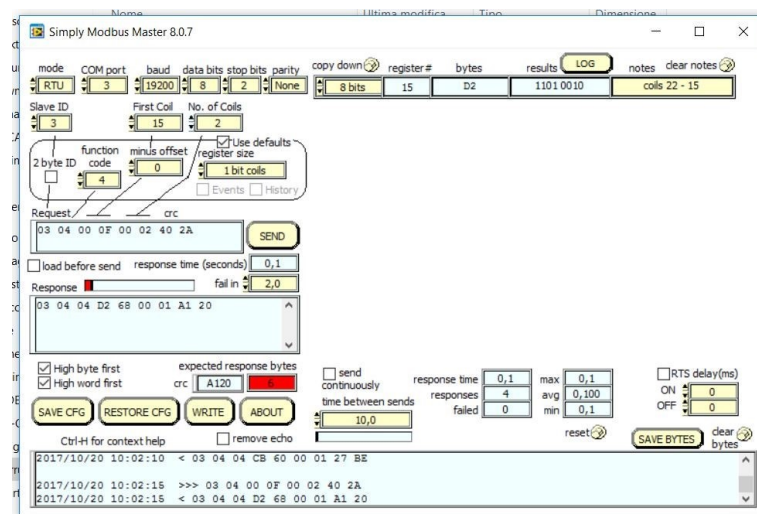 Nome Ultima modifica Tipo Dimensione
Simply Modbus Master 8.0.7
mode COM port baud data bits stop bits parity copy down register # bytes results LOG notes clear notes
RTU 3 19200 8 2 None 8 bits 15 D2 1101 0010 coils 22 - 15
Slave ID First Coil No. of Coils
3 15 2
Use defaults
2 byte ID function code minus offset register size
4 0 1 bit coils
Events History
Request crc
03 04 00 0F 00 02 40 2A SEND
load before send response time (seconds) 0,1
Response fail in 2,0
03 04 04 D2 68 00 01 A1 20
High byte first expected response bytes
High word first crc A120 6
send continuously response time 0,1 max 0,1 RTS delay(ms)
responses 4 avg 0,100 ON 0
time between sends failed 0 min 0,1 OFF 0
10,0 reset
SAVE CFG RESTORE CFG WRITE ABOUT
Ctrl-H for context help remove echo SAVE BYTES clear bytes
2017/10/20 10:02:10 < 03 04 04 CB 60 00 01 27 BE
2017/10/20 10:02:15 >>> 03 04 00 0F 00 02 40 2A
2017/10/20 10:02:15 < 03 04 04 D2 68 00 01 A1 20